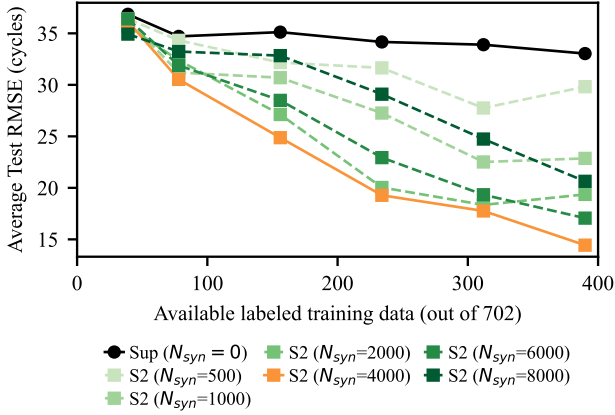 Average Test RMSE (cycles)
35
30
25
20
15
0 100 200 300 400
Available labeled training data (out of 702)
Sup (N_syn = 0) S2 (N_syn=2000) S2 (N_syn=6000)
S2 (N_syn=500) S2 (N_syn=4000) S2 (N_syn=8000)
S2 (N_syn=1000)